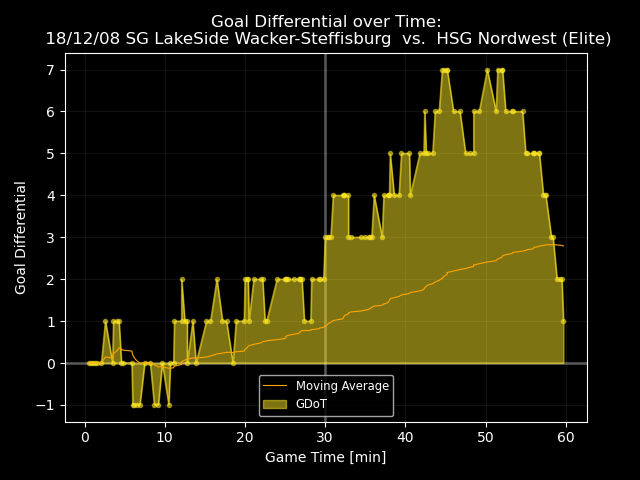 Goal Differential over Time:
18/12/08 SG LakeSide Wacker-Steffisburg  vs.  HSG Nordwest (Elite)
7
6
5
4
3
2
1
0
−1
Goal Differential
Moving Average
GDoT
0 10 20 30 40 50 60
Game Time [min]